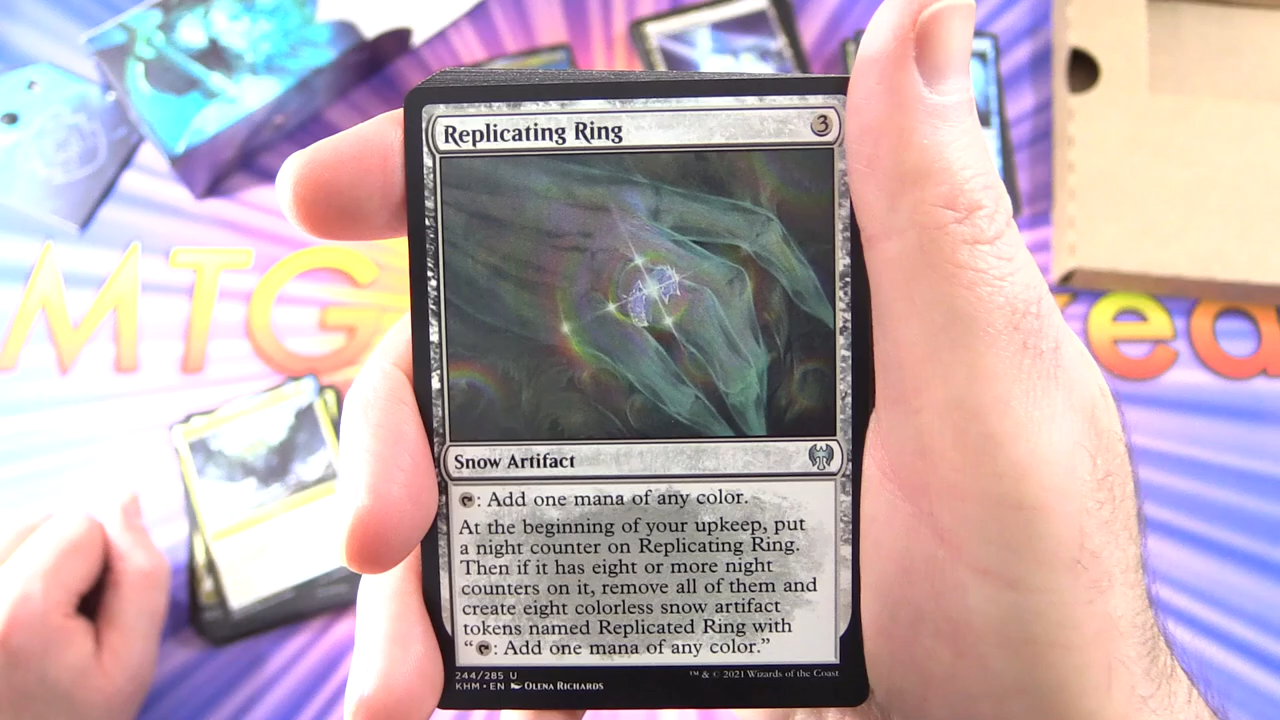 Replicating Ring 3
MTG
ea
Snow Artifact
: Add one mana of any color.
At the beginning of your upkeep, put
a night counter on Replicating Ring.
Then if it has eight or more night
counters on it, remove all of them and
create eight colorless snow artifact
tokens named Replicated Ring with
“: Add one mana of any color.”
244/285 U
KHM • EN Olena Richards
™ & © 2021 Wizards of the Coast